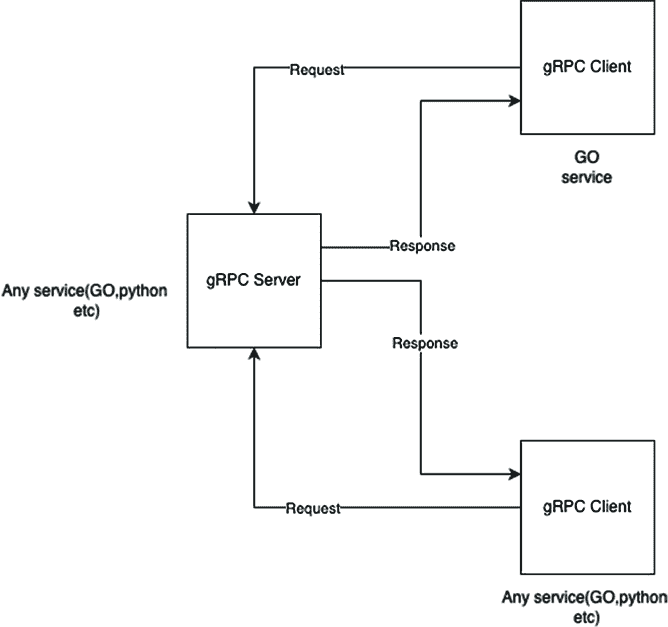 gRPC Client
Request
GO
service
Response
gRPC Server
Any service(GO,python
etc)
Response
gRPC Client
Request
Any service(GO,python
etc)